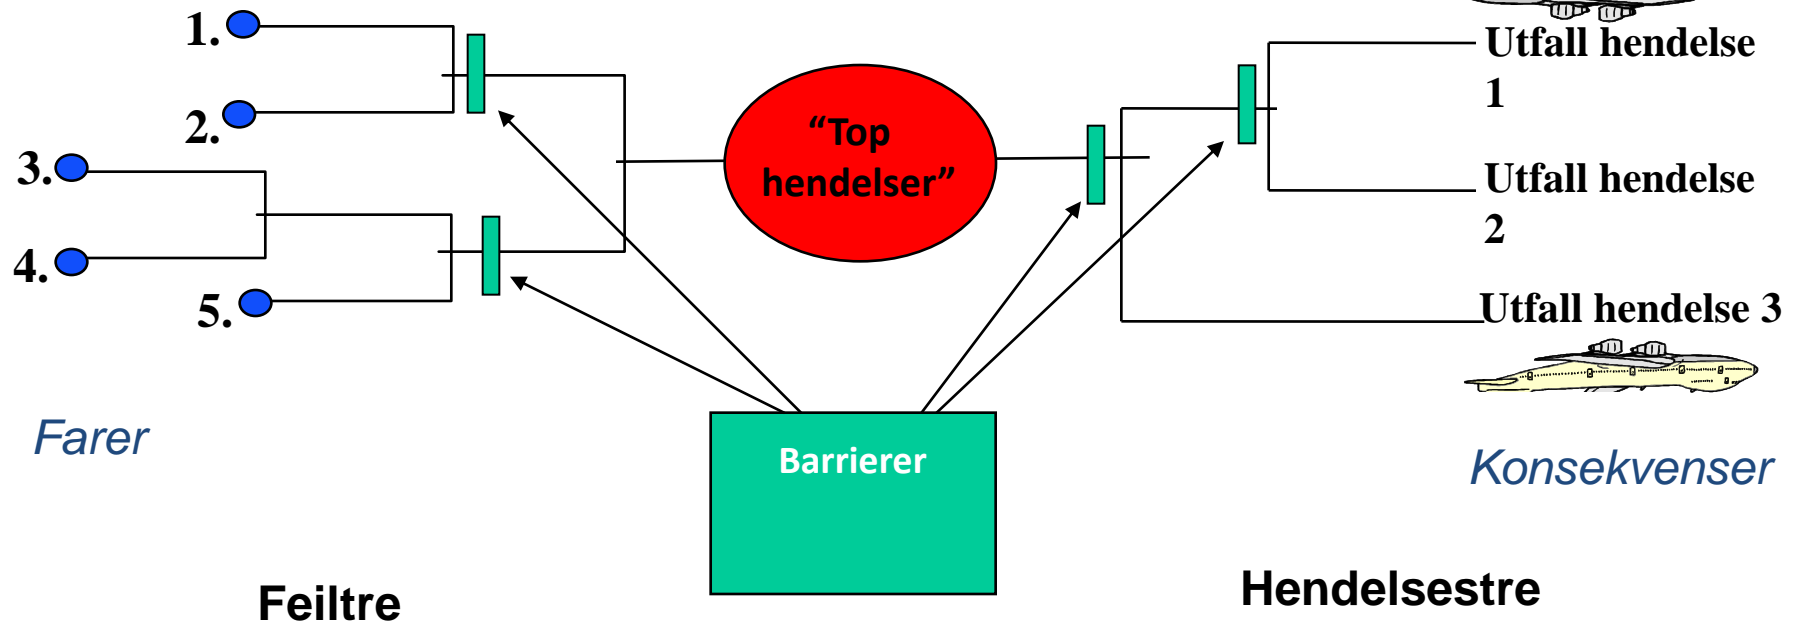 1.
2.
3.
4.
5.
Farer
Feiltre
“Top
hendelser”
Barrierer
Utfall hendelse
1
Utfall hendelse
2
Utfall hendelse 3
Konsekvenser
Hendelsestre